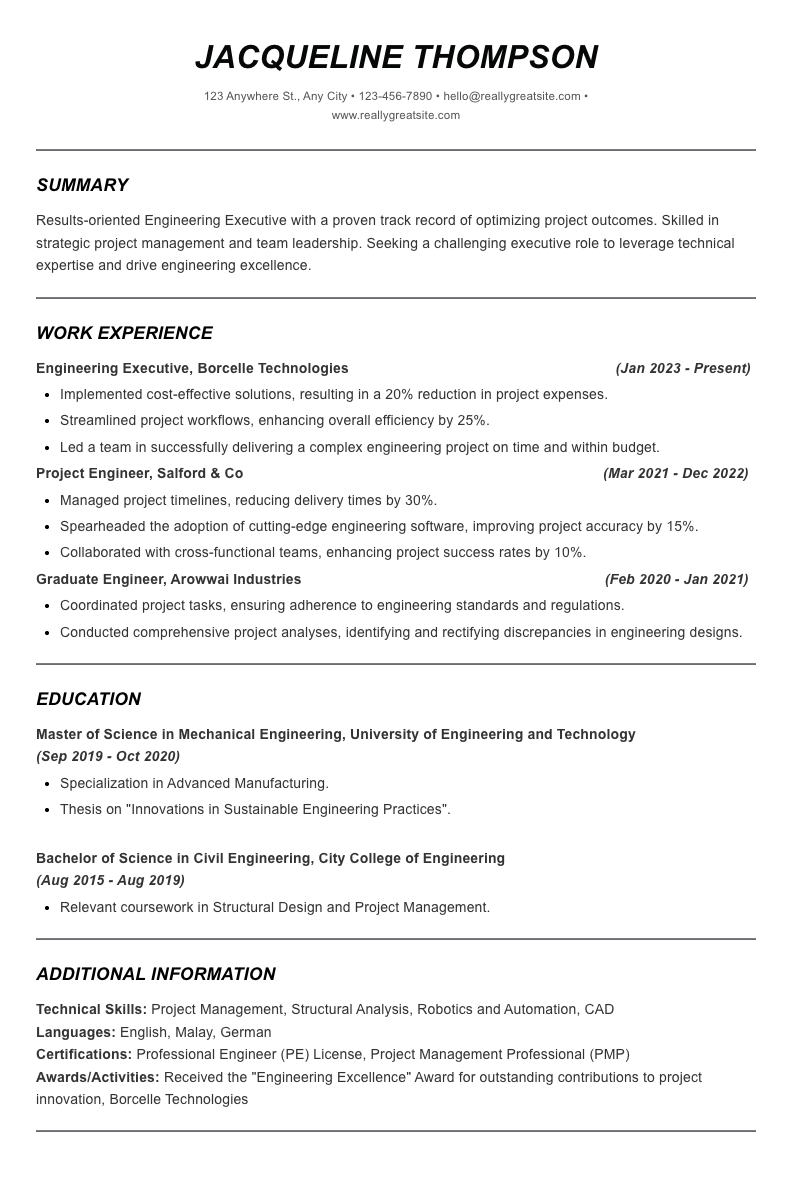 JACQUELINE THOMPSON
123 Anywhere St., Any City • 123-456-7890 • hello@reallygreatsite.com •
www.reallygreatsite.com
SUMMARY
Results-oriented Engineering Executive with a proven track record of optimizing project outcomes. Skilled in
strategic project management and team leadership. Seeking a challenging executive role to leverage technical
expertise and drive engineering excellence.
WORK EXPERIENCE
Engineering Executive, Borcelle Technologies (Jan 2023 - Present)
• Implemented cost-effective solutions, resulting in a 20% reduction in project expenses.
• Streamlined project workflows, enhancing overall efficiency by 25%.
• Led a team in successfully delivering a complex engineering project on time and within budget.
Project Engineer, Salford & Co (Mar 2021 - Dec 2022)
• Managed project timelines, reducing delivery times by 30%.
• Spearheaded the adoption of cutting-edge engineering software, improving project accuracy by 15%.
• Collaborated with cross-functional teams, enhancing project success rates by 10%.
Graduate Engineer, Arowwai Industries (Feb 2020 - Jan 2021)
• Coordinated project tasks, ensuring adherence to engineering standards and regulations.
• Conducted comprehensive project analyses, identifying and rectifying discrepancies in engineering designs.
EDUCATION
Master of Science in Mechanical Engineering, University of Engineering and Technology
(Sep 2019 - Oct 2020)
• Specialization in Advanced Manufacturing.
• Thesis on "Innovations in Sustainable Engineering Practices".
Bachelor of Science in Civil Engineering, City College of Engineering
(Aug 2015 - Aug 2019)
• Relevant coursework in Structural Design and Project Management.
ADDITIONAL INFORMATION
Technical Skills: Project Management, Structural Analysis, Robotics and Automation, CAD
Languages: English, Malay, German
Certifications: Professional Engineer (PE) License, Project Management Professional (PMP)
Awards/Activities: Received the "Engineering Excellence" Award for outstanding contributions to project
innovation, Borcelle Technologies